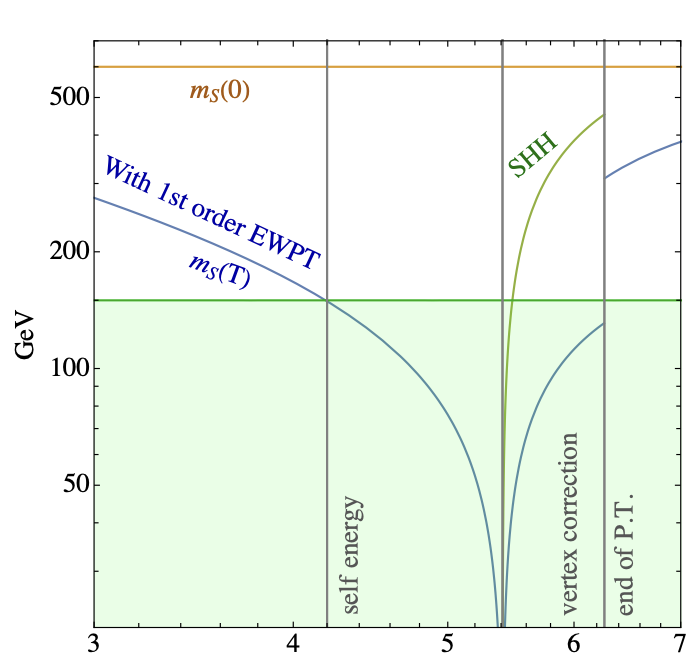 500
m_S(0)
SHH
With 1st order EWPT
200
m_S(T)
GeV
100
50
self energy
vertex correction
end of P.T.
3 4 5 6 7